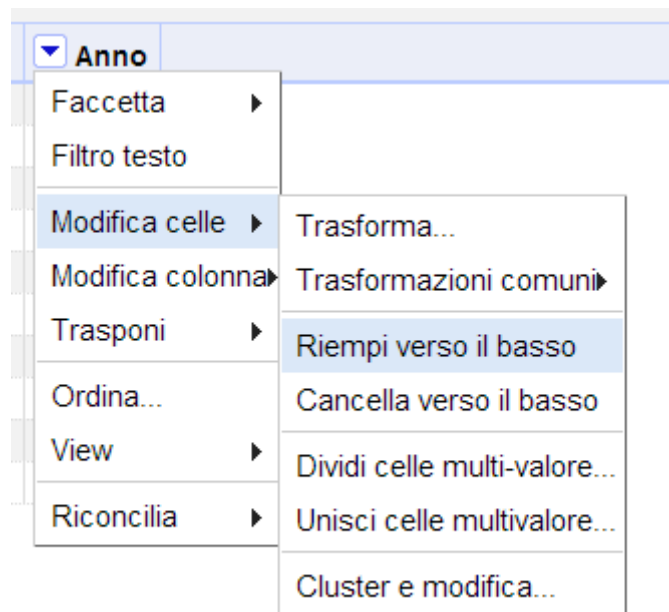 Anno
Faccetta
Filtro testo
Modifica celle
Modifica colonna
Trasponi
Ordina...
View
Riconcilia
Trasforma...
Trasformazioni comuni
Riempi verso il basso
Cancella verso il basso
Dividi celle multi-valore...
Unisci celle multivalore...
Cluster e modifica...